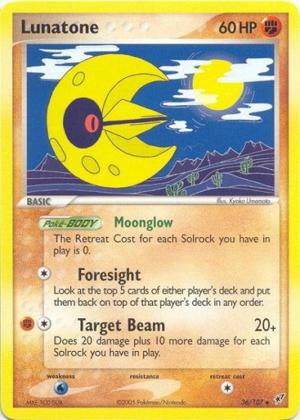 Lunatone
60 HP
Illus. Kyoko Umemoto
BASIC
Poké-BODY Moonglow
The Retreat Cost for each Solrock you have in
play is 0.
Foresight
Look at the top 5 cards of either player's deck and put
them back on top of that player's deck in any order.
Target Beam 20+
Does 20 damage plus 10 more damage for
each Solrock you have in play.
weakness resistance retreat cost
©2005 Pokémon/Nintendo
36/107